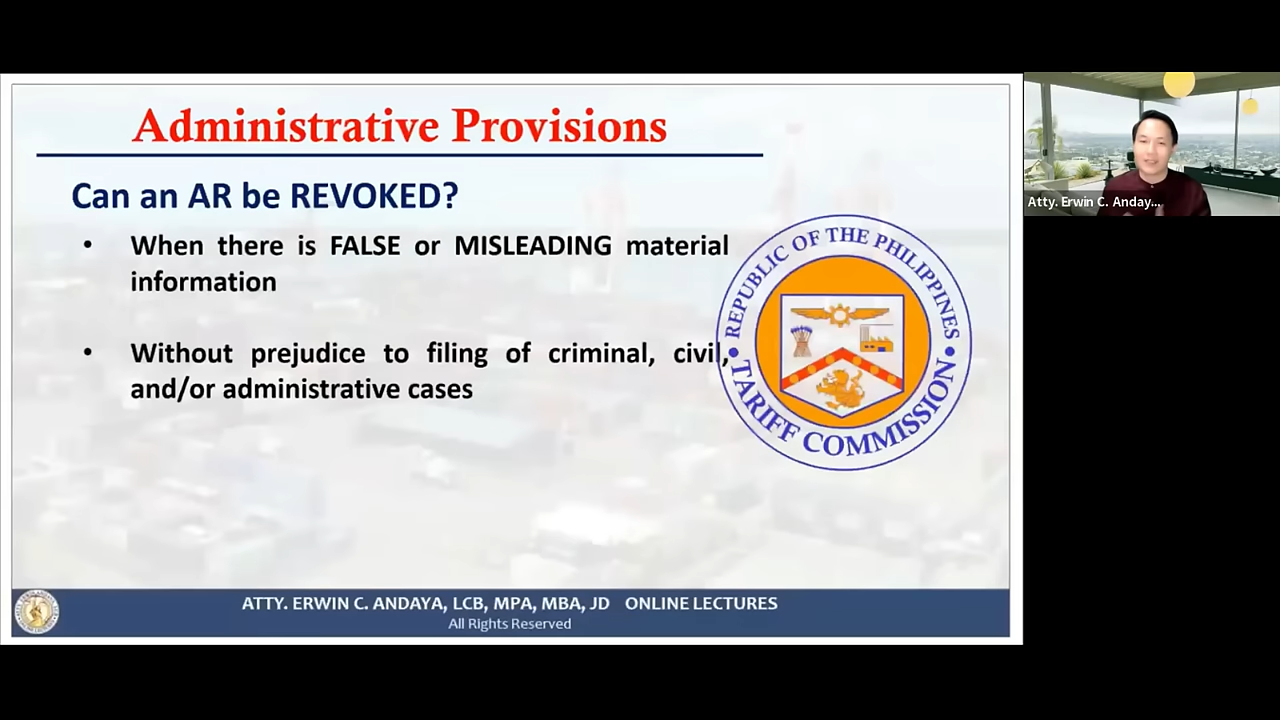 Administrative Provisions
Can an AR be REVOKED?
• When there is FALSE or MISLEADING material
information
• Without prejudice to filing of criminal, civil,
and/or administrative cases
REPUBLIC OF THE PHILIPPINES
• TARIFF COMMISSION •
ATTY. ERWIN C. ANDAYA, LCB, MPA, MBA, JD ONLINE LECTURES
All Rights Reserved
Atty. Erwin C. Anday...